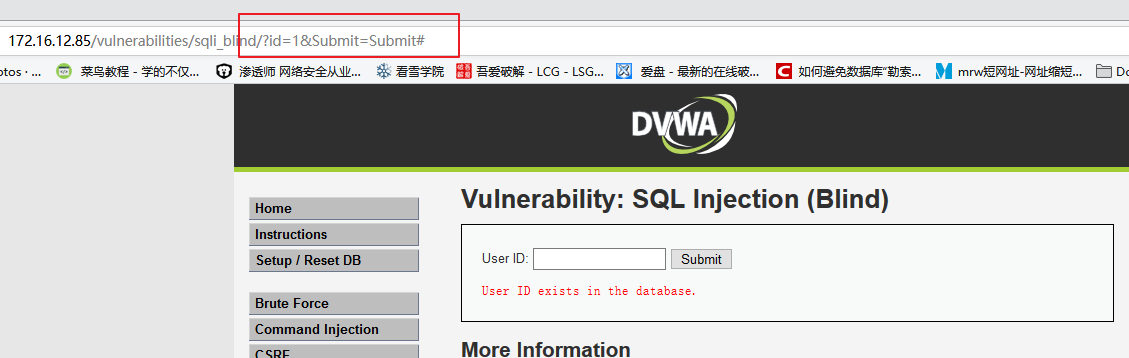 172.16.12.85/vulnerabilities/sqli_blind/?id=1&Submit=Submit#
otos · ... 菜鸟教程 - 学的不仅... 渗透师 网络安全从业... 看雪学院 吾爱破解 - LCG - LSG... 爱盘 - 最新的在线破... 如何避免数据库“勒索... mrw短网址-网址缩短... Do
DVWA
Vulnerability: SQL Injection (Blind)
Home
Instructions
Setup / Reset DB
Brute Force
Command Injection
CSRF
User ID:
Submit
User ID exists in the database.
More Information